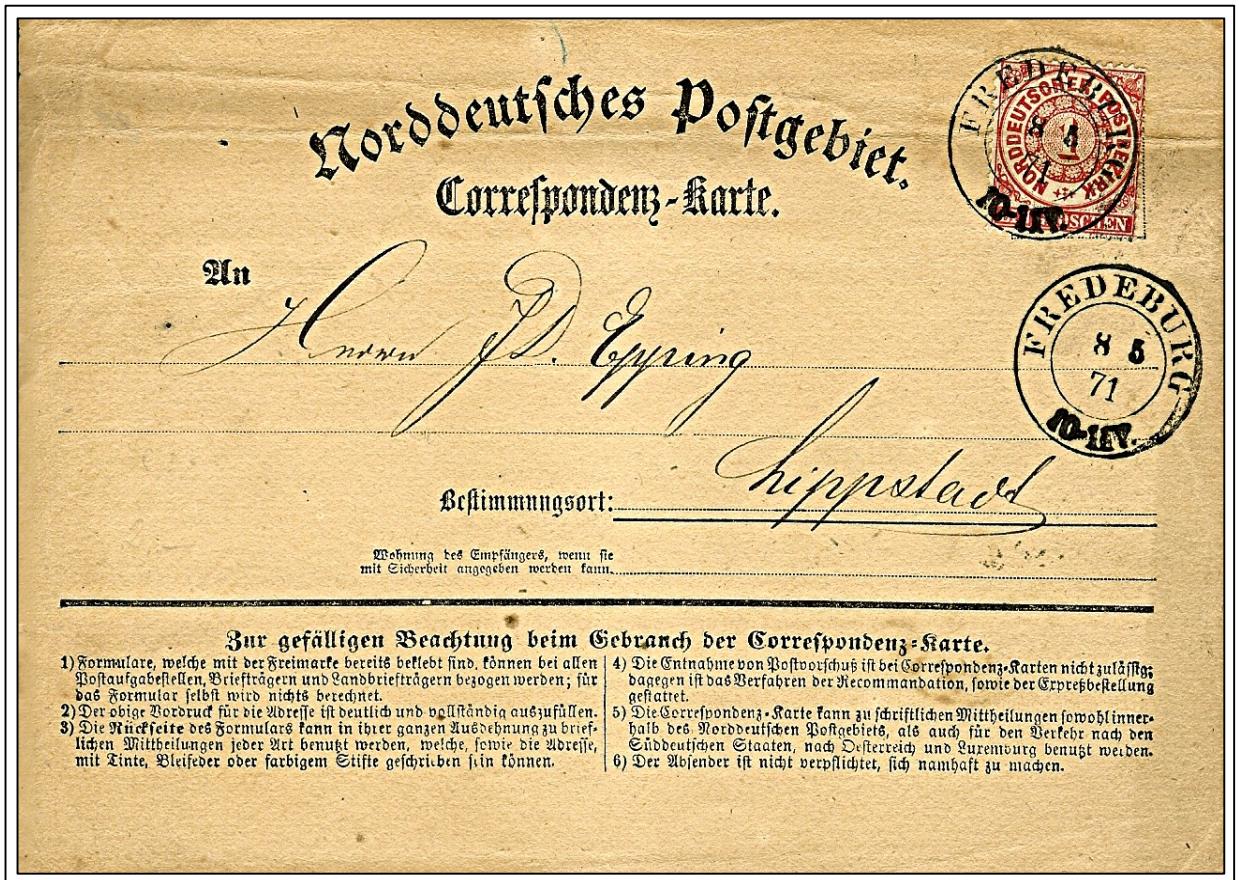 Norddeutsches Postgebiet.
Correspondenz-Karte.
NORDDEUTSCHER POSTBEZIRK
1
GROSCHEN
FREDEBURG
8 5
71
10-11V.
An
Herrn J. D. Epping
FREDEBURG
8 5
71
10-11V.
Lippstadt
Bestimmungsort:
Wohnung des Empfängers, wenn sie
mit Sicherheit angegeben werden kann.
Zur gefälligen Beachtung beim Gebrauch der Correspondenz-Karte.
1) Formulare, welche mit der Freimarke bereits beklebt sind, können bei allen
Postaufgabestellen, Briefträgern und Landbriefträgern bezogen werden; für
das Formular selbst wird nichts berechnet.
2) Der obige Vordruck für die Adresse ist deutlich und vollständig auszufüllen.
3) Die Rückseite des Formulars kann in ihrer ganzen Ausdehnung zu brief-
lichen Mittheilungen jeder Art benutzt werden, welche, sowie die Adresse,
mit Tinte, Bleifeder oder farbigem Stifte geschrieben sein können.
4) Die Entnahme von Postvorschuß ist bei Correspondenz-Karten nicht zulässig;
dagegen ist das Verfahren der Recommandation, sowie der Expreßbestellung
gestattet.
5) Die Correspondenz-Karte kann zu schriftlichen Mittheilungen sowohl inner-
halb des Norddeutschen Postgebiets, als auch für den Verkehr nach den
Süddeutschen Staaten, nach Oesterreich und Luxemburg benutzt werden.
6) Der Absender ist nicht verpflichtet, sich namhaft zu machen.